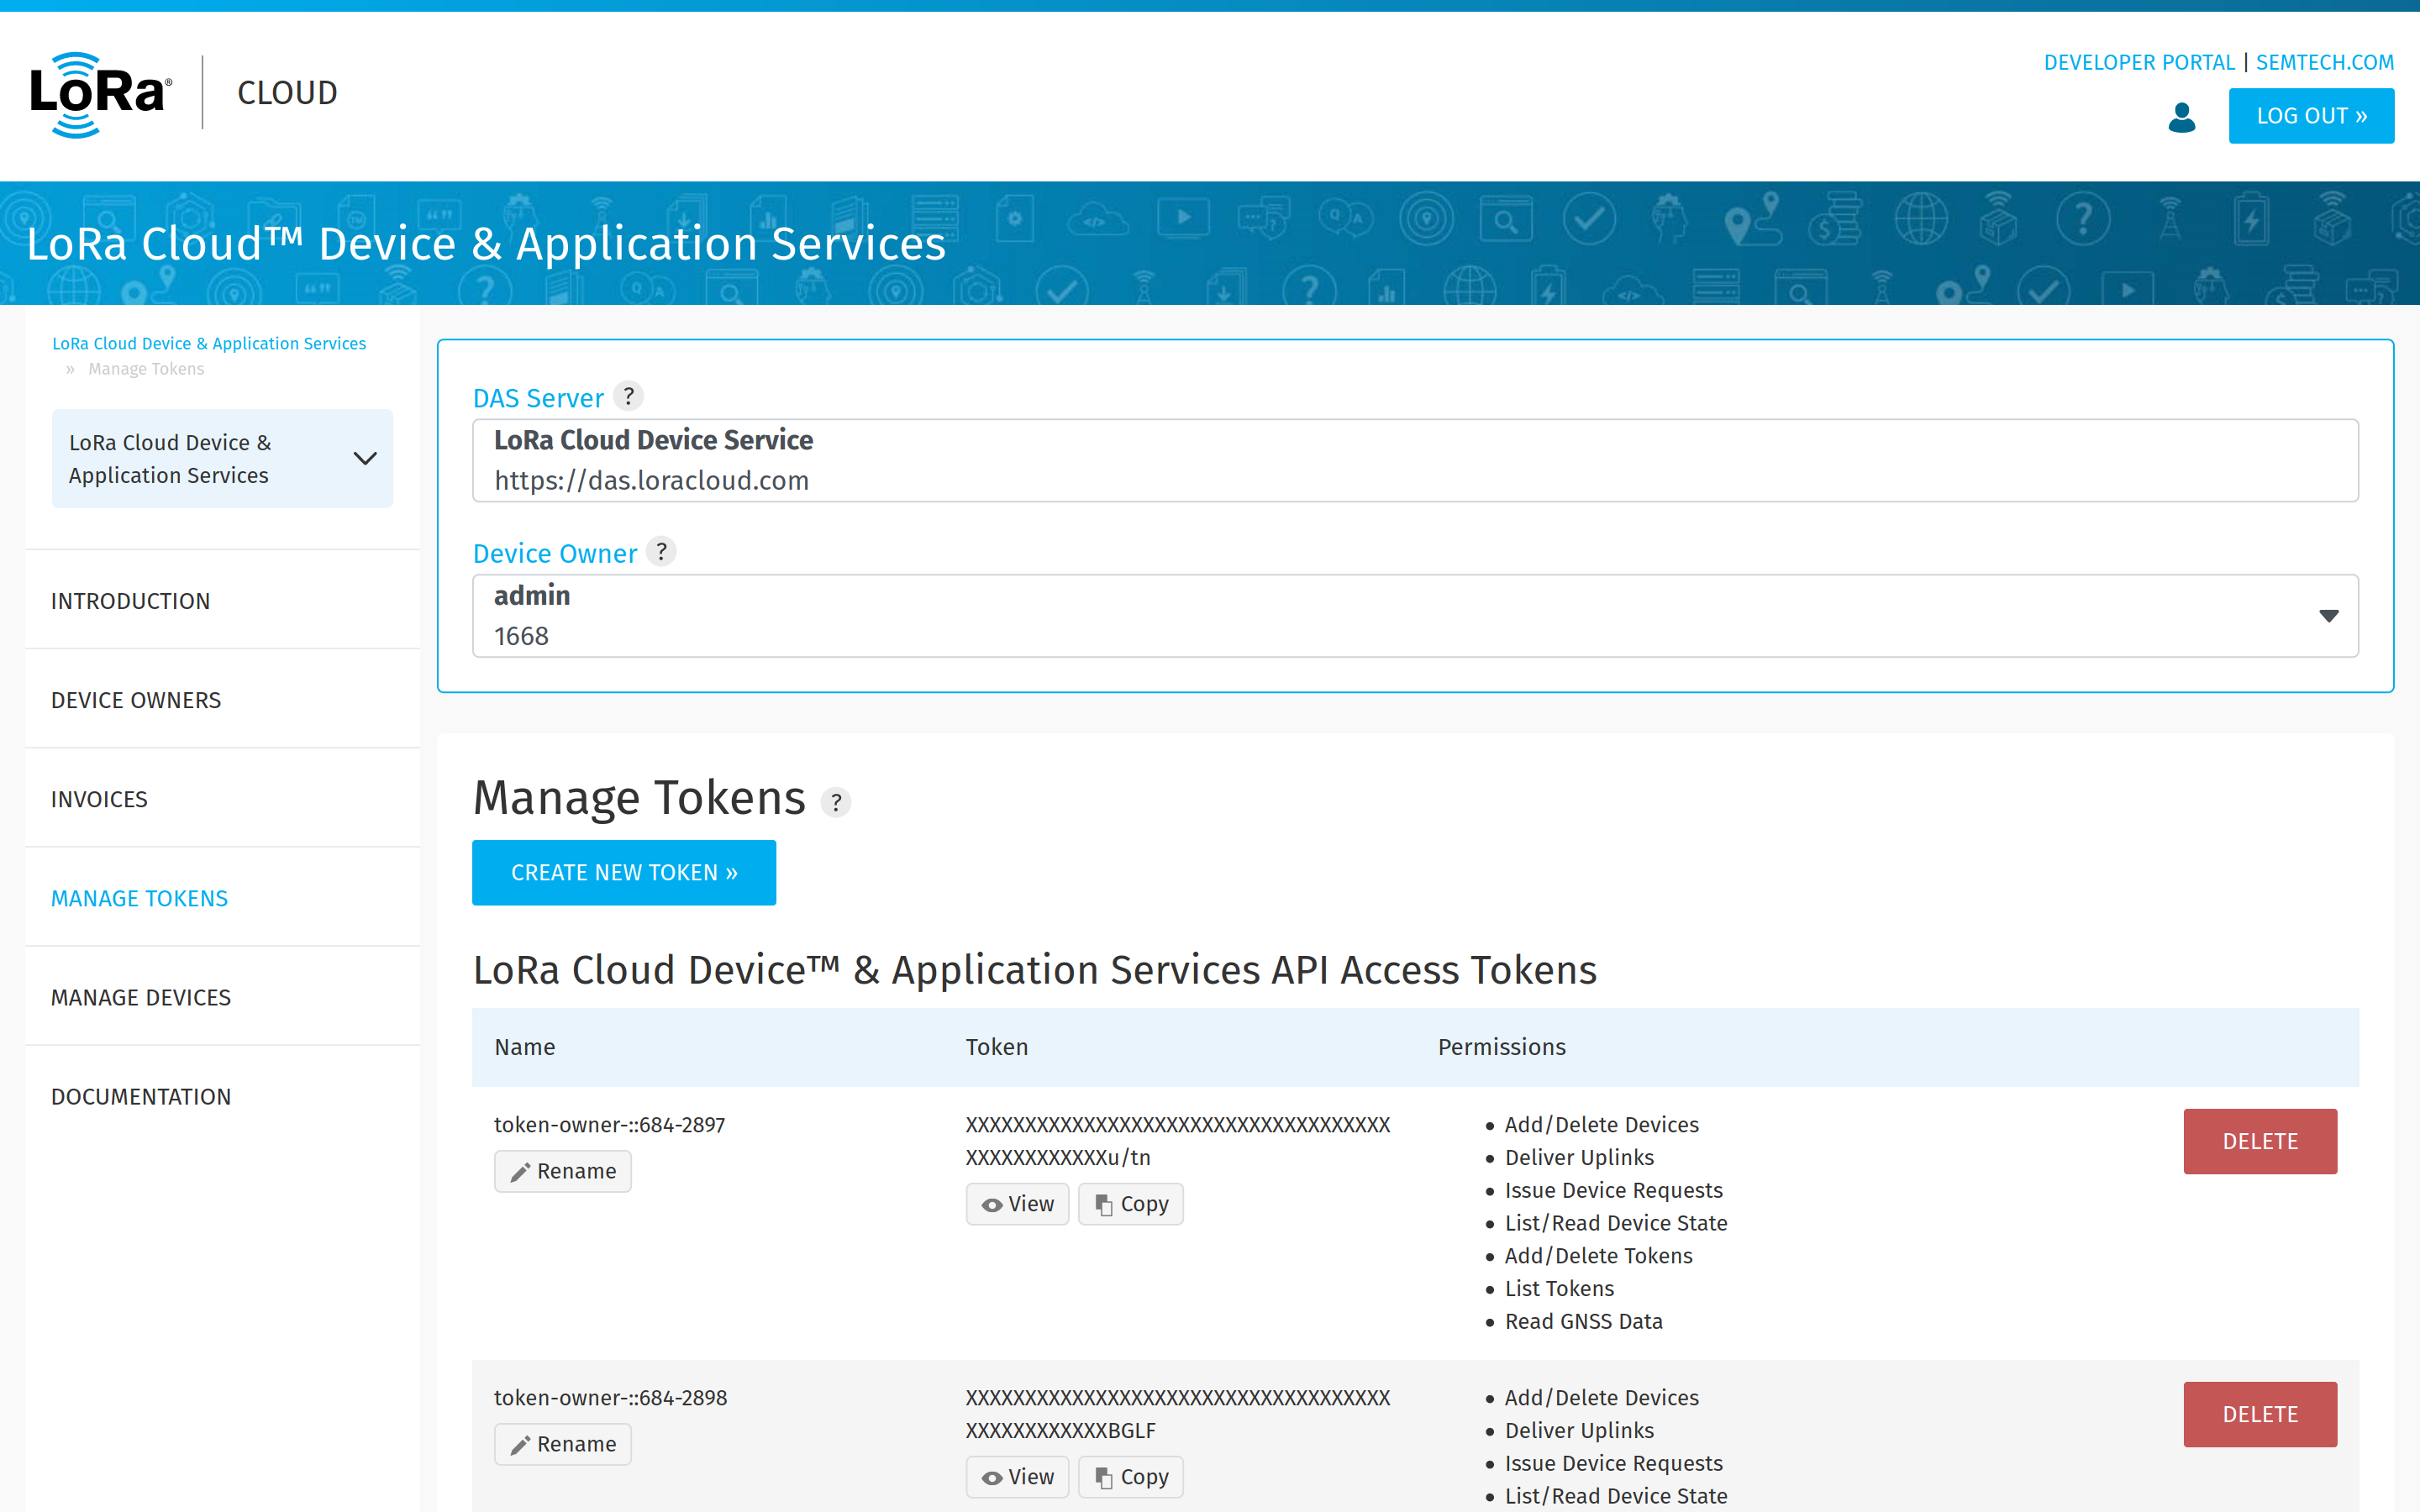 DEVELOPER PORTAL | SEMTECH.COM
LoRa®
CLOUD
LOG OUT »
LoRa Cloud™ Device & Application Services
LoRa Cloud Device & Application Services
» Manage Tokens
LoRa Cloud Device &
Application Services
INTRODUCTION
DEVICE OWNERS
INVOICES
MANAGE TOKENS
MANAGE DEVICES
DOCUMENTATION
DAS Server ?
LoRa Cloud Device Service
https://das.loracloud.com
Device Owner ?
admin
1668
Manage Tokens ?
CREATE NEW TOKEN »
LoRa Cloud Device™ & Application Services API Access Tokens
Name Token Permissions
token-owner-::684-2897
Rename
XXXXXXXXXXXXXXXXXXXXXXXXXXXXXXXXXXXX
XXXXXXXXXXXXu/tn
View Copy
• Add/Delete Devices
• Deliver Uplinks
• Issue Device Requests
• List/Read Device State
• Add/Delete Tokens
• List Tokens
• Read GNSS Data
DELETE
token-owner-::684-2898
Rename
XXXXXXXXXXXXXXXXXXXXXXXXXXXXXXXXXXXX
XXXXXXXXXXXXBGLF
View Copy
• Add/Delete Devices
• Deliver Uplinks
• Issue Device Requests
• List/Read Device State
DELETE